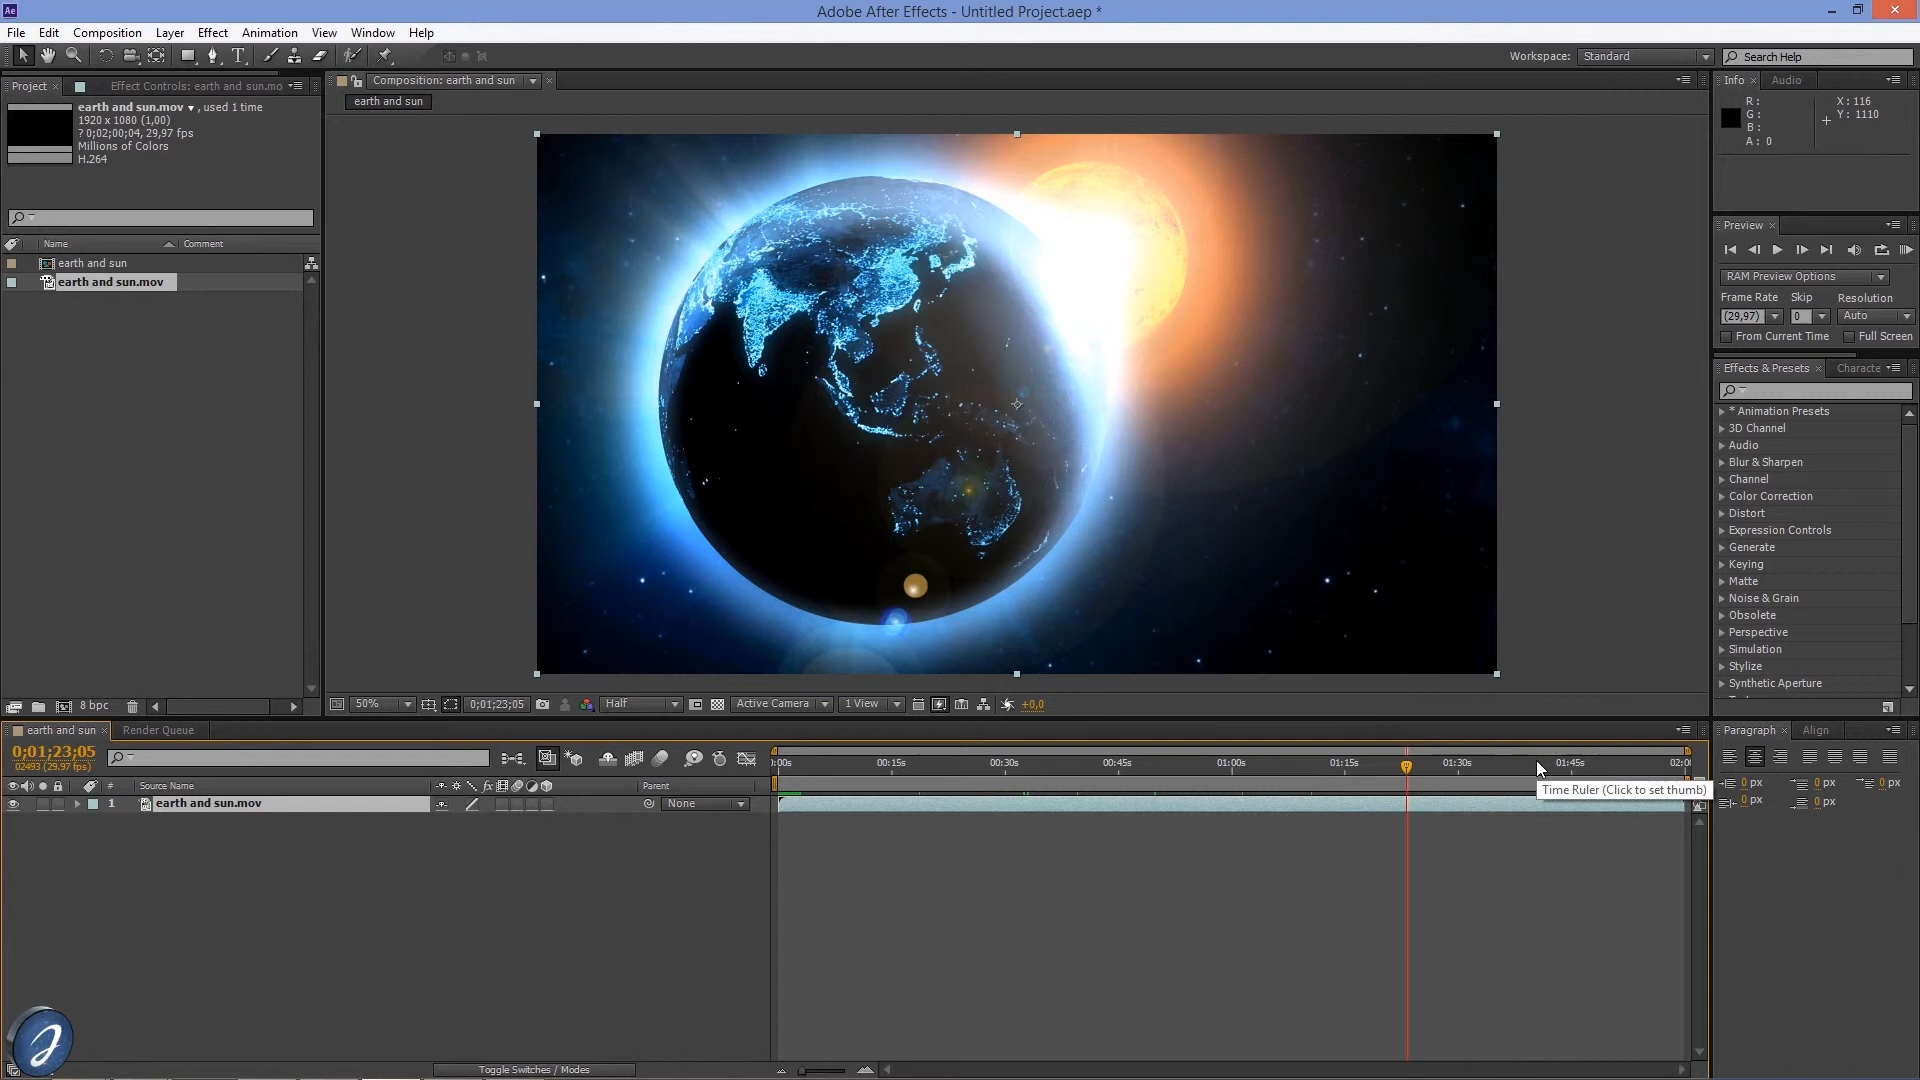 Ae
Adobe After Effects - Untitled Project.aep *
File Edit Composition Layer Effect Animation View Window Help
T Workspace: Standard Search Help
Project × Effect Controls: earth and sun.mo
earth and sun.mov ▼ , used 1 time
1920 x 1080 (1,00)
? 0;02;00;04, 29,97 fps
Millions of Colors
H.264
Name Comment
earth and sun
earth and sun.mov
8 bpc
Composition: earth and sun
earth and sun
50% 0;01;23;05 Half Active Camera 1 View +0,0
Info × Audio
R : X : 116
G : Y : 1110
B :
A : 0
Preview ×
RAM Preview Options
Frame Rate Skip Resolution
(29,97) 0 Auto
From Current Time Full Screen
Effects & Presets × Characte
* Animation Presets
3D Channel
Audio
Blur & Sharpen
Channel
Color Correction
Distort
Expression Controls
Generate
Keying
Matte
Noise & Grain
Obsolete
Perspective
Simulation
Stylize
Synthetic Aperture
earth and sun × Render Queue
0;01;23;05
02493 (29.97 fps)
):00s 00:15s 00:30s 00:45s 01:00s 01:15s 01:30s 01:45s 02:00
Time Ruler (Click to set thumb)
# Source Name fx Parent
1 earth and sun.mov None
Toggle Switches / Modes
Paragraph × Align
0 px 0 px 0 px
0 px 0 px